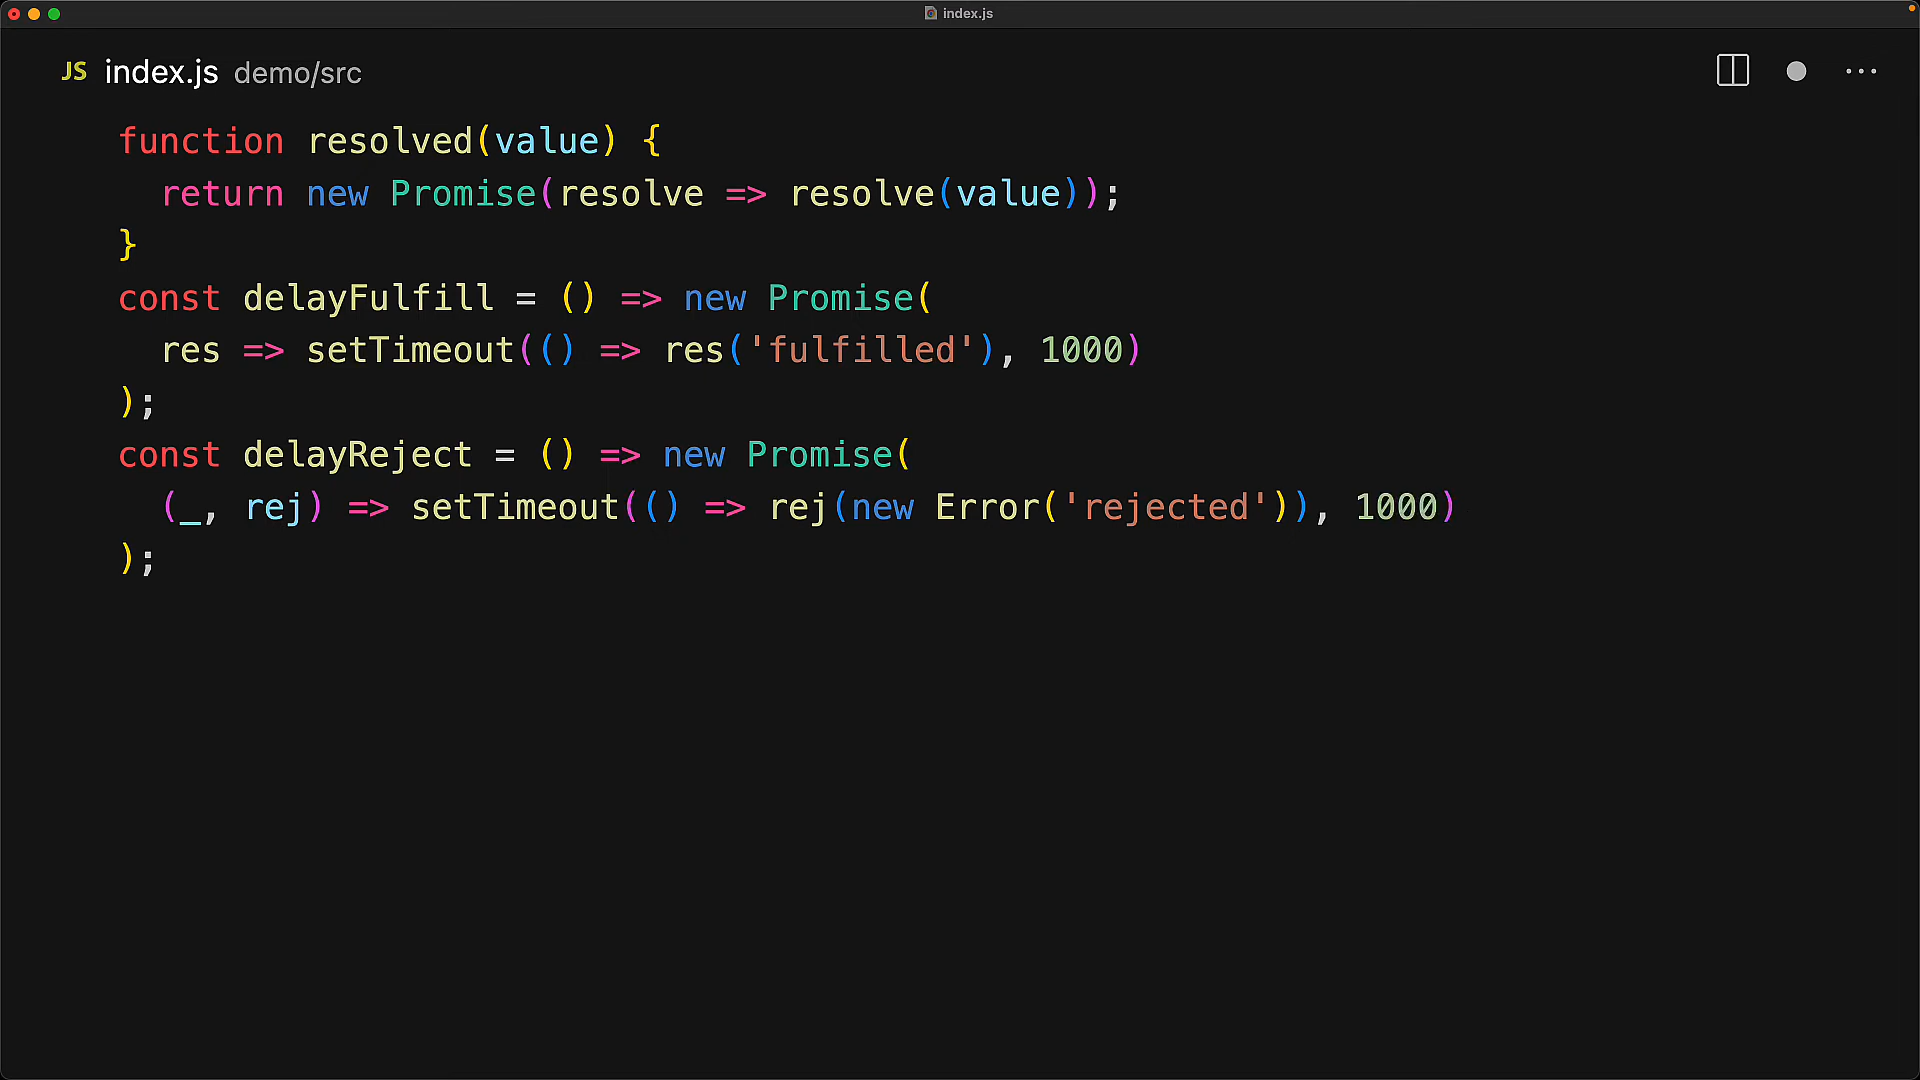 index.js
JS index.js demo/src
function resolved(value) {
  return new Promise(resolve => resolve(value));
}
const delayFulfill = () => new Promise(
  res => setTimeout(() => res('fulfilled'), 1000)
);
const delayReject = () => new Promise(
  (_, rej) => setTimeout(() => rej(new Error('rejected')), 1000)
);